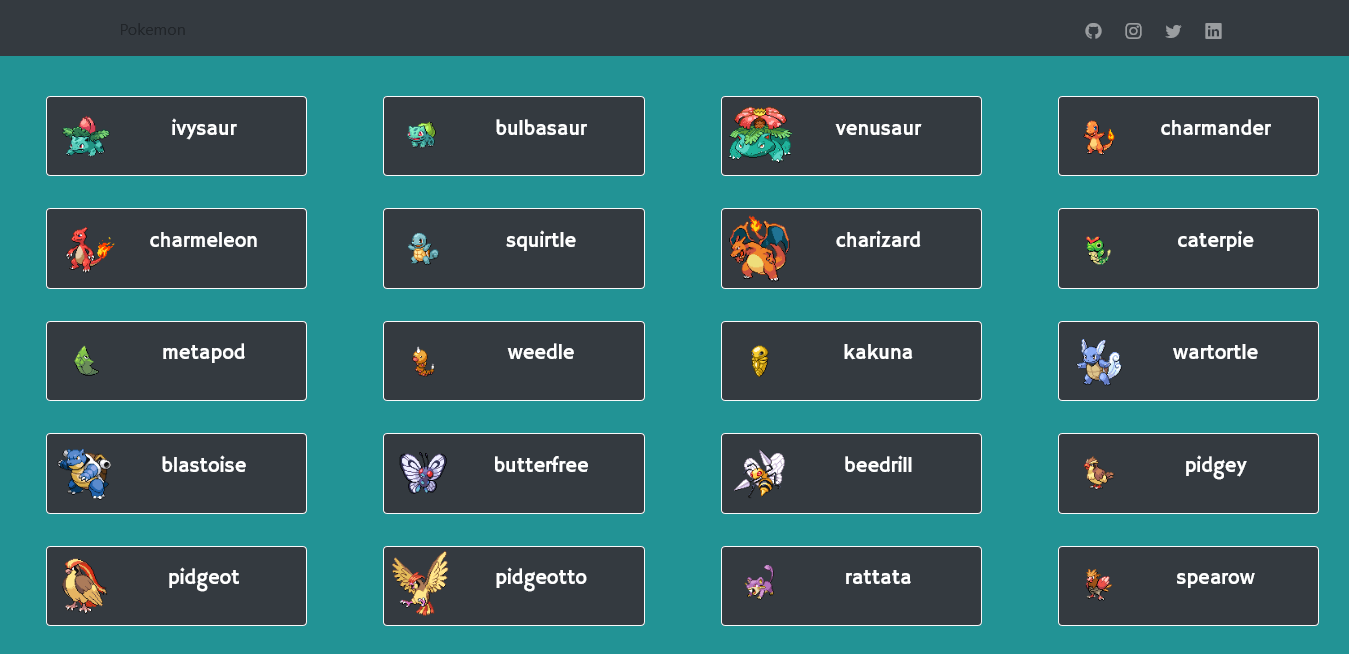 Pokemon
ivysaur
bulbasaur
venusaur
charmander
charmeleon
squirtle
charizard
caterpie
metapod
weedle
kakuna
wartortle
blastoise
butterfree
beedrill
pidgey
pidgeot
pidgeotto
rattata
spearow